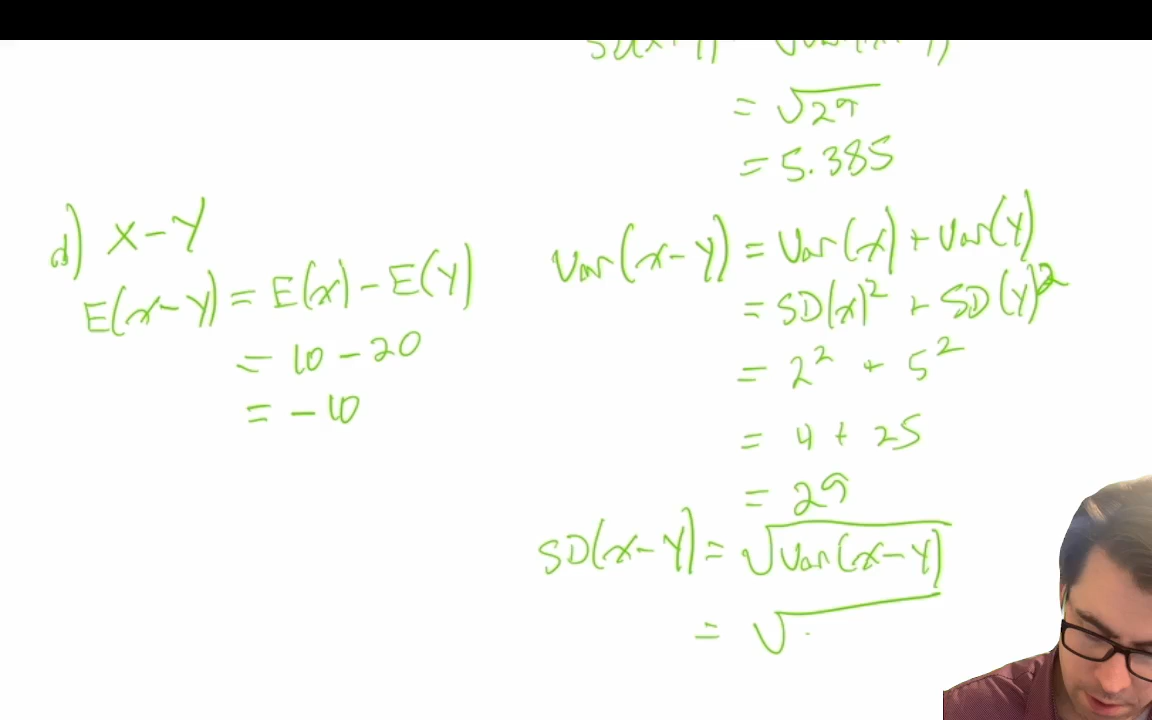 = √29
= 5.385
d) X-Y
E(x-y) = E(x) - E(y)
= 10 - 20
= -10
Var(x-y) = Var(x) + Var(y)
= SD(x)² + SD(y)²
= 2² + 5²
= 4 + 25
= 29
SD(x-y) = √Var(x-y)
= √